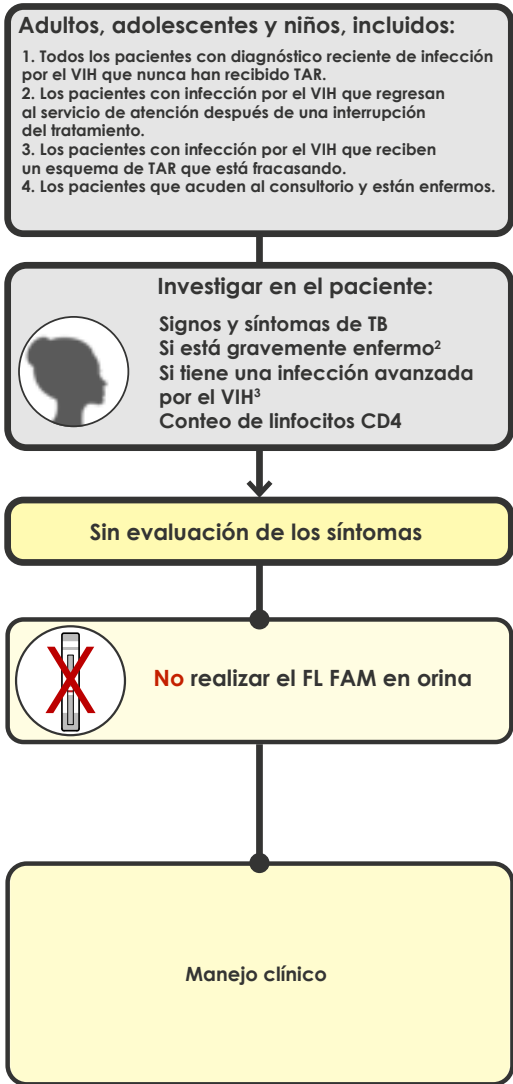 Adultos, adolescentes y niños, incluidos:
1. Todos los pacientes con diagnóstico reciente de infección
por el VIH que nunca han recibido TAR.
2. Los pacientes con infección por el VIH que regresan
al servicio de atención después de una interrupción
del tratamiento.
3. Los pacientes con infección por el VIH que reciben
un esquema de TAR que está fracasando.
4. Los pacientes que acuden al consultorio y están enfermos.
Investigar en el paciente:
Signos y síntomas de TB
Si está gravemente enfermo²
Si tiene una infección avanzada
por el VIH³
Conteo de linfocitos CD4
Sin evaluación de los síntomas
No realizar el FL FAM en orina
Manejo clínico